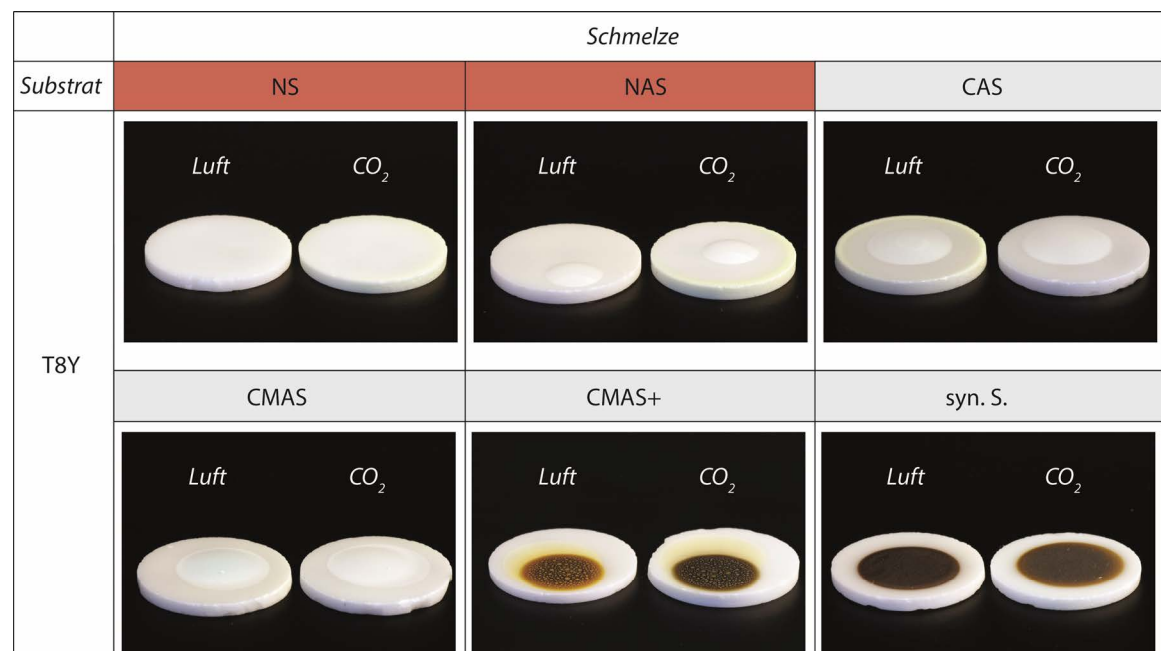 Schmelze
Substrat NS NAS CAS
Luft CO2 Luft CO2 Luft CO2
T8Y
CMAS CMAS+ syn. S.
Luft CO2 Luft CO2 Luft CO2